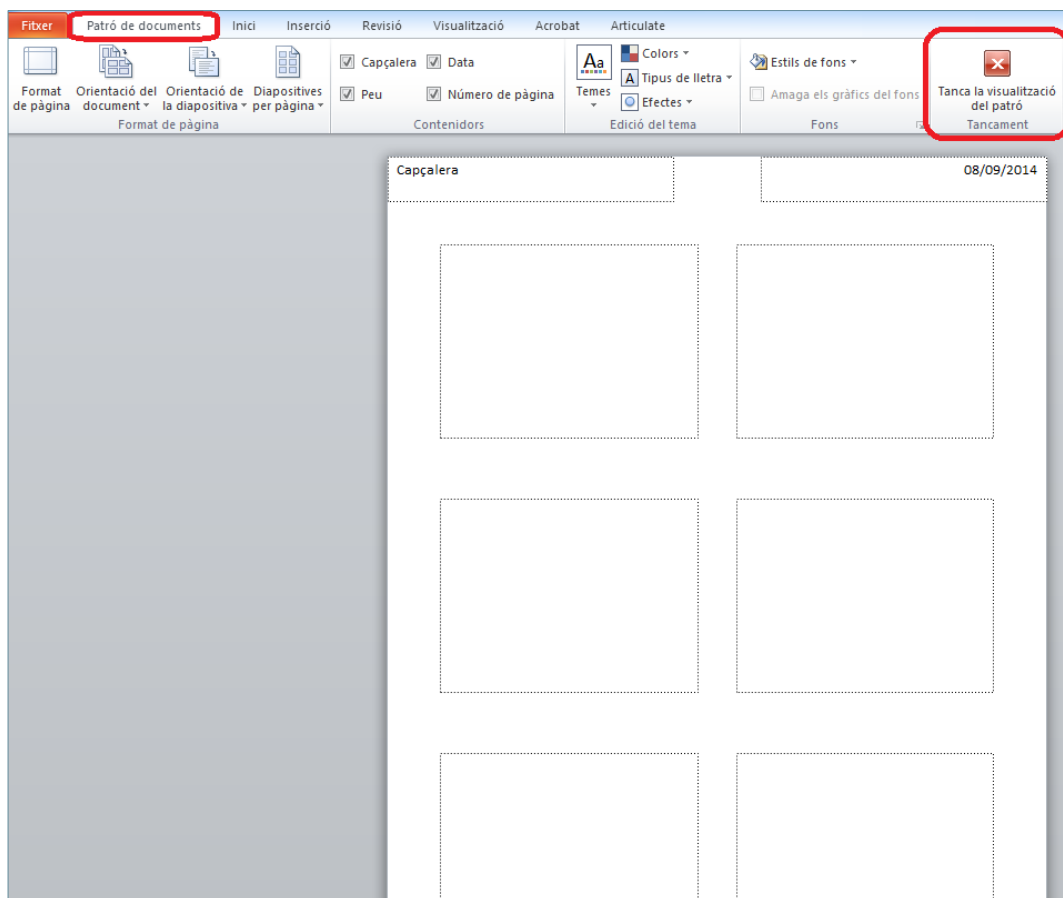 Fitxer Patró de documents Inici Inserció Revisió Visualització Acrobat Articulate
Format de pàgina
Orientació del document
Orientació de la diapositiva
Diapositives per pàgina
Format de pàgina
Capçalera Data
Peu Número de pàgina
Contenidors
Aa
Temes
Colors
A Tipus de lletra
Efectes
Edició del tema
Estils de fons
Amaga els gràfics del fons
Fons
Tanca la visualització
del patró
Tancament
Capçalera 08/09/2014